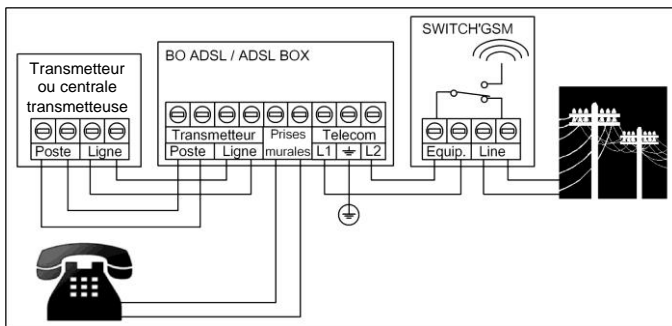 Transmetteur
ou centrale
transmetteuse
Poste Ligne
BO ADSL / ADSL BOX
Transmetteur Prises Telecom
Poste Ligne murales L1 L2
SWITCH'GSM
Equip. Line